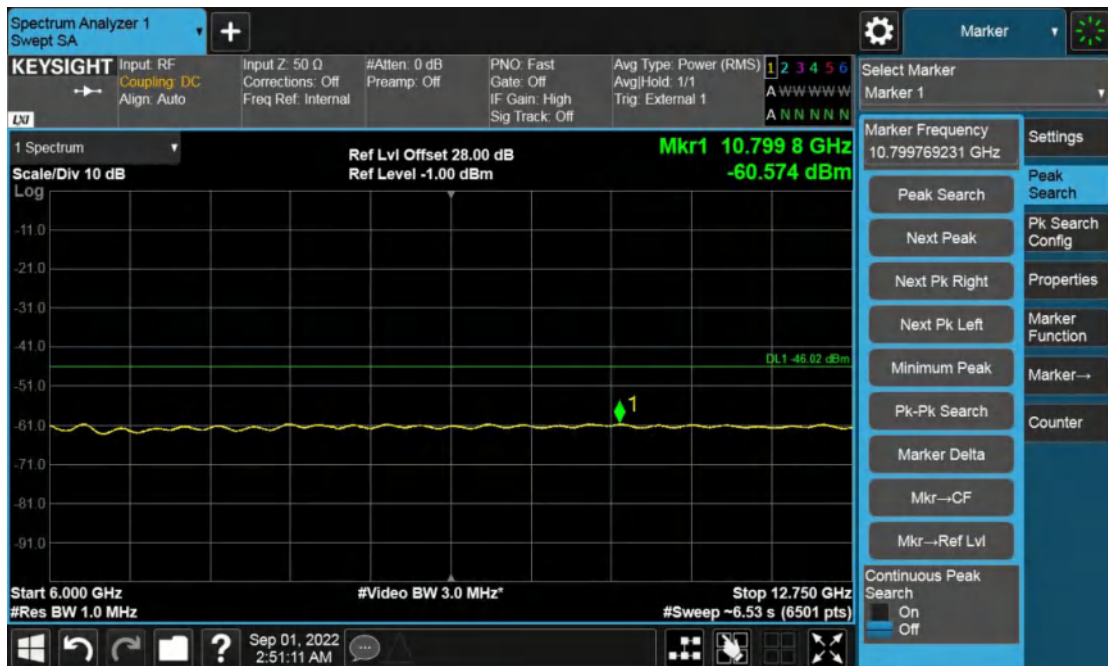 Spectrum Analyzer 1
Swept SA
Marker
KEYSIGHT
LXI
Input: RF
Coupling: DC
Align: Auto
Input Z: 50 Ω
Corrections: Off
Freq Ref: Internal
#Atten: 0 dB
Preamp: Off
PNO: Fast
Gate: Off
IF Gain: High
Sig Track: Off
Avg Type: Power (RMS)
Avg|Hold: 1/1
Trig: External 1
1 2 3 4 5 6
A W W W W W
A N N N N N
Select Marker
Marker 1
1 Spectrum
Scale/Div 10 dB
Log
Ref Lvl Offset 28.00 dB
Ref Level -1.00 dBm
Mkr1 10.799 8 GHz
-60.574 dBm
-11.0
-21.0
-31.0
-41.0
DL1 -46.02 dBm
-51.0
1
-61.0
-71.0
-81.0
-91.0
Start 6.000 GHz
#Res BW 1.0 MHz
#Video BW 3.0 MHz*
Stop 12.750 GHz
#Sweep ~6.53 s (6501 pts)
Marker Frequency
10.799769231 GHz
Peak Search
Next Peak
Next Pk Right
Next Pk Left
Minimum Peak
Pk-Pk Search
Marker Delta
Mkr→CF
Mkr→Ref Lvl
Continuous Peak
Search
On
Off
Settings
Peak
Search
Pk Search
Config
Properties
Marker
Function
Marker→
Counter
?
Sep 01, 2022
2:51:11 AM